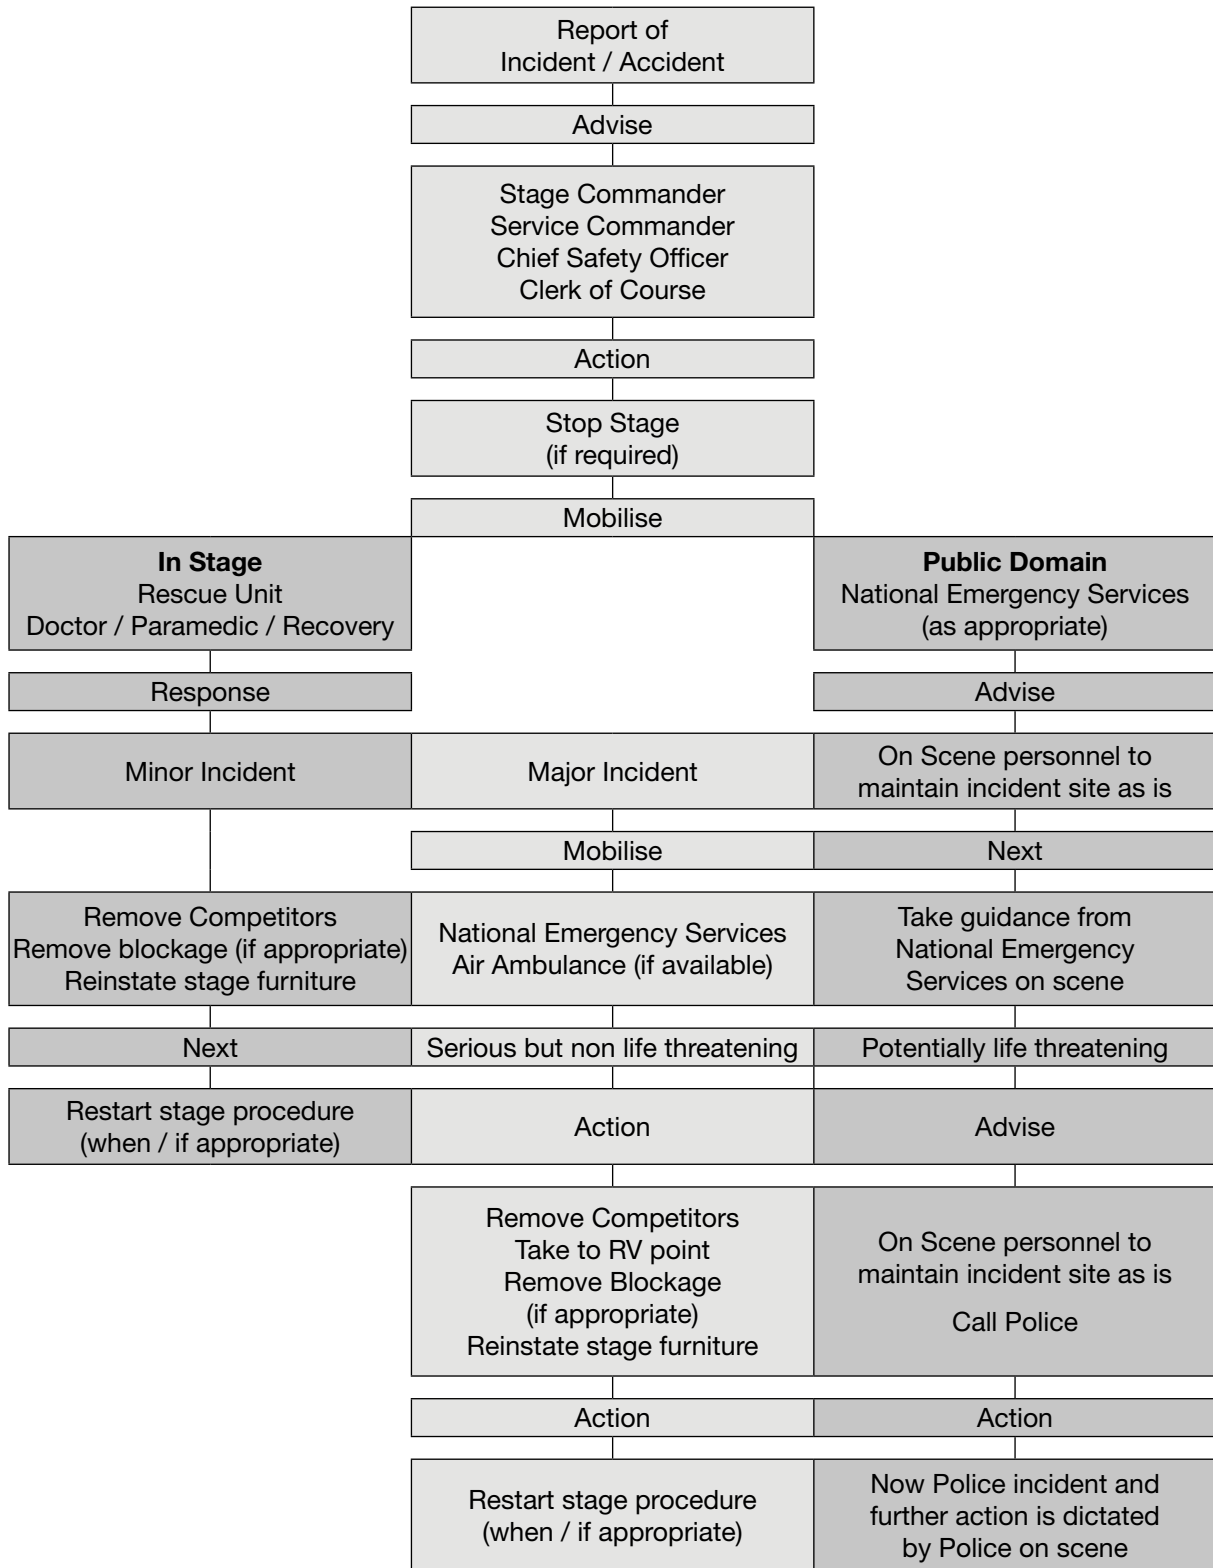 Report of
Incident / Accident
Advise
Stage Commander
Service Commander
Chief Safety Officer
Clerk of Course
Action
Stop Stage
(if required)
Mobilise
In Stage
Rescue Unit
Doctor / Paramedic / Recovery
Public Domain
National Emergency Services
(as appropriate)
Response
Advise
Minor Incident
Major Incident
On Scene personnel to
maintain incident site as is
Mobilise
Next
Remove Competitors
Remove blockage (if appropriate)
Reinstate stage furniture
National Emergency Services
Air Ambulance (if available)
Take guidance from
National Emergency
Services on scene
Next
Serious but non life threatening
Potentially life threatening
Restart stage procedure
(when / if appropriate)
Action
Advise
Remove Competitors
Take to RV point
Remove Blockage
(if appropriate)
Reinstate stage furniture
On Scene personnel to
maintain incident site as is
Call Police
Action
Action
Restart stage procedure
(when / if appropriate)
Now Police incident and
further action is dictated
by Police on scene